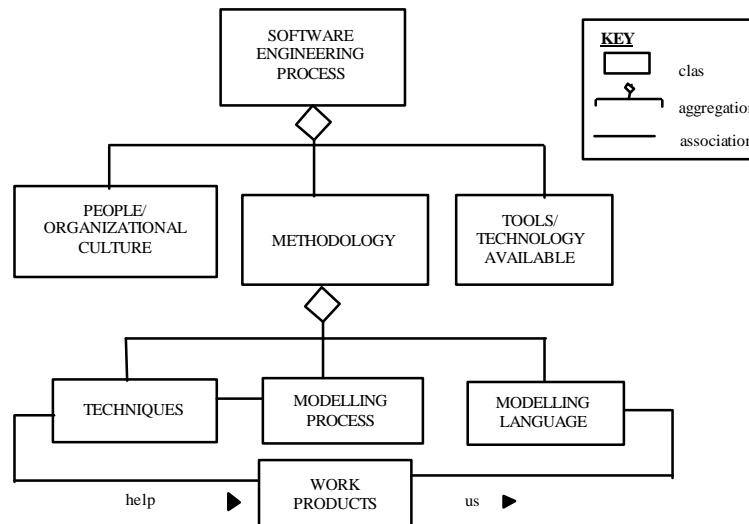 SOFTWARE
ENGINEERING
PROCESS
KEY
clas
aggregation
association
PEOPLE/
ORGANIZATIONAL
CULTURE
METHODOLOGY
TOOLS/
TECHNOLOGY
AVAILABLE
TECHNIQUES
MODELLING
PROCESS
MODELLING
LANGUAGE
WORK
PRODUCTS
help
us